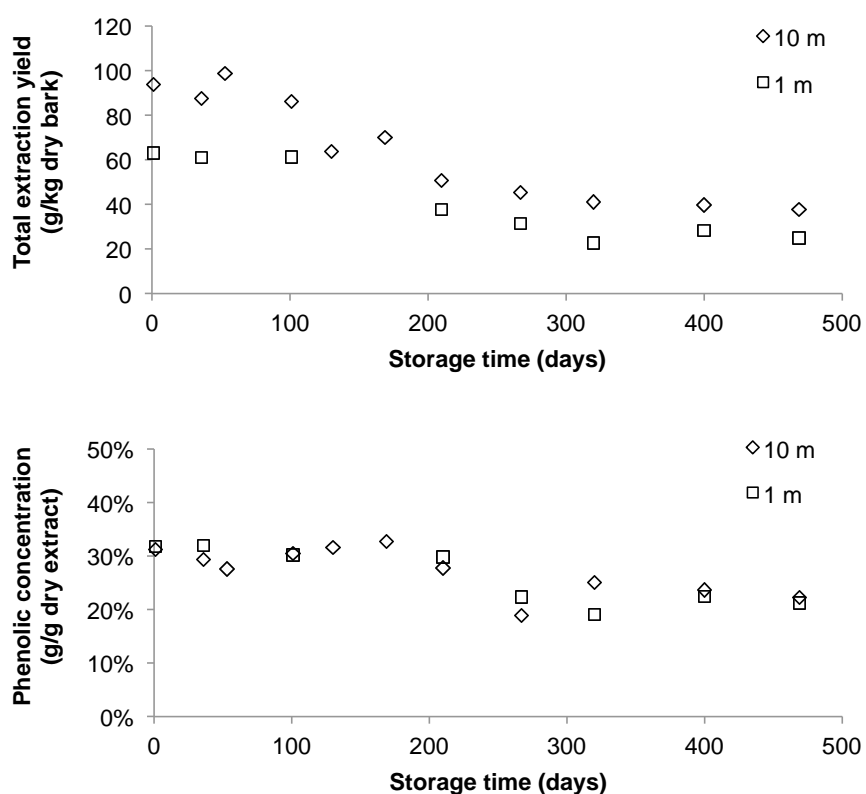 Total extraction yield
(g/kg dry bark)
120
100
80
60
40
20
0
0 100 200 300 400 500
Storage time (days)
10 m
1 m
Phenolic concentration
(g/g dry extract)
50%
40%
30%
20%
10%
0%
0 100 200 300 400 500
Storage time (days)
10 m
1 m